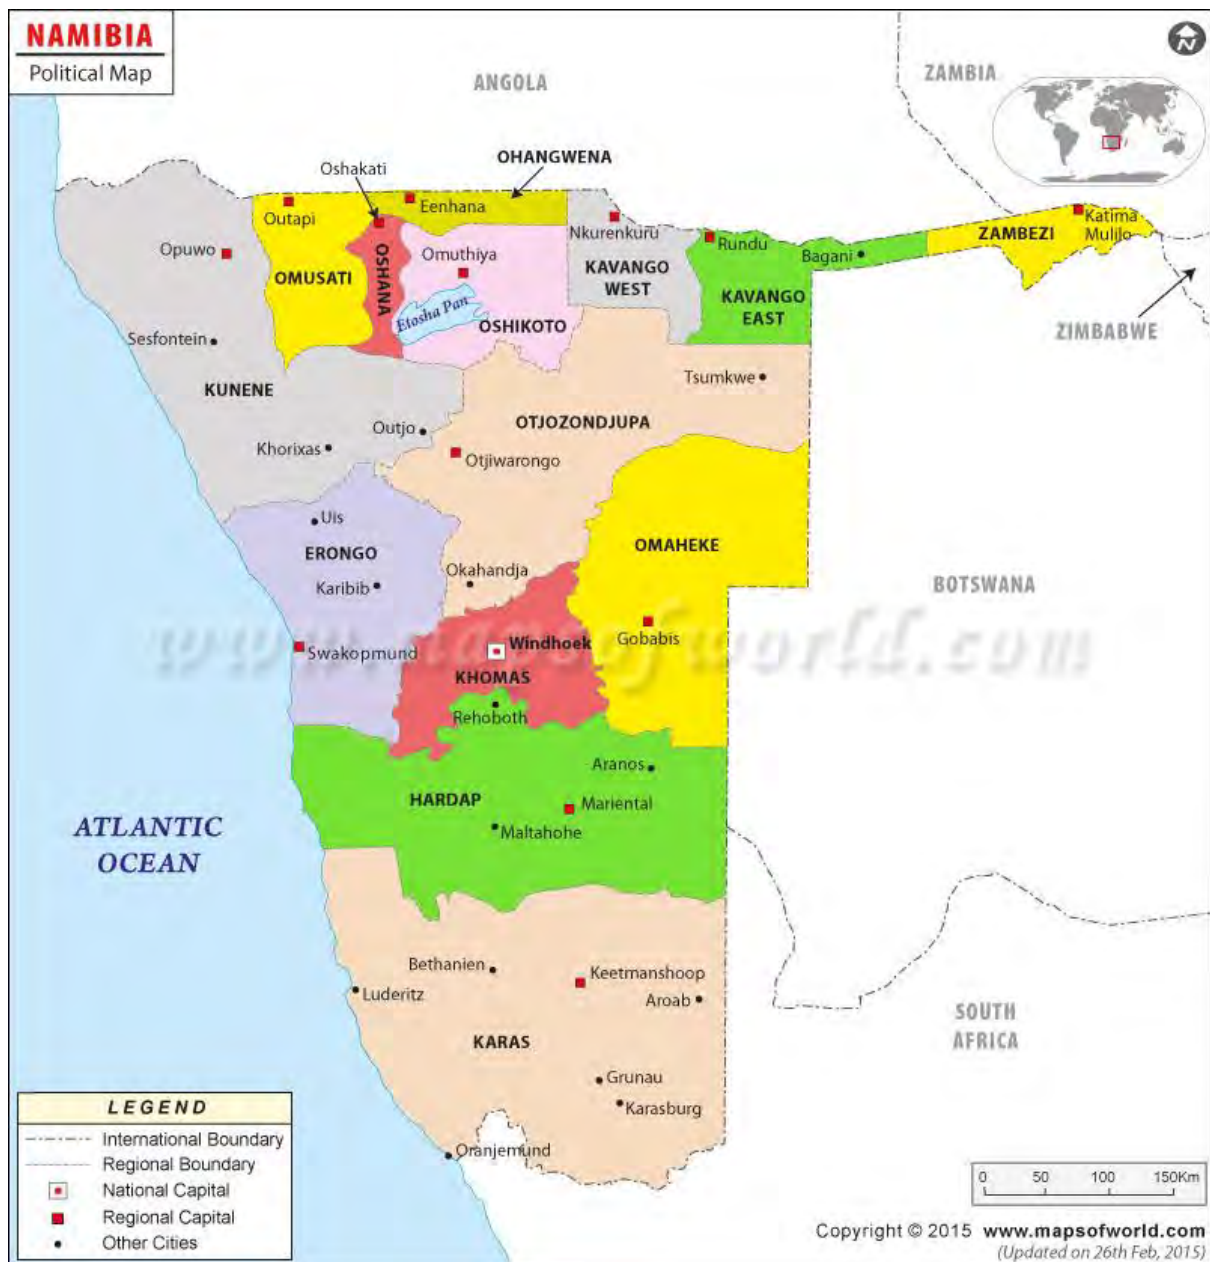 NAMIBIA
Political Map
ANGOLA
ZAMBIA
N
OHANGWENA
Oshakati
Outapi
Eenhana
Nkurenkuru
Rundu
Katima
Mulilo
ZAMBEZI
Bagani
Opuwo
OMUSATI
OSHANA
Omuthiya
Etosha Pan
OSHIKOTO
KAVANGO
WEST
KAVANGO
EAST
ZIMBABWE
Sesfontein
KUNENE
Tsumkwe
OTJOZONDJUPA
Outjo
Khorixas
Otjiwarongo
Uis
ERONGO
OMAHEKE
Karibib
Okahandja
BOTSWANA
www.mapsofworld.com
Swakopmund
Windhoek
Gobabis
KHOMAS
Rehoboth
Aranos
HARDAP
Mariental
Maltahohe
ATLANTIC
OCEAN
Bethanien
Keetmanshoop
Luderitz
Aroab
SOUTH
AFRICA
KARAS
Grunau
Karasburg
Oranjemund
LEGEND
International Boundary
Regional Boundary
National Capital
Regional Capital
Other Cities
0 50 100 150Km
Copyright © 2015 www.mapsofworld.com
(Updated on 26th Feb, 2015)